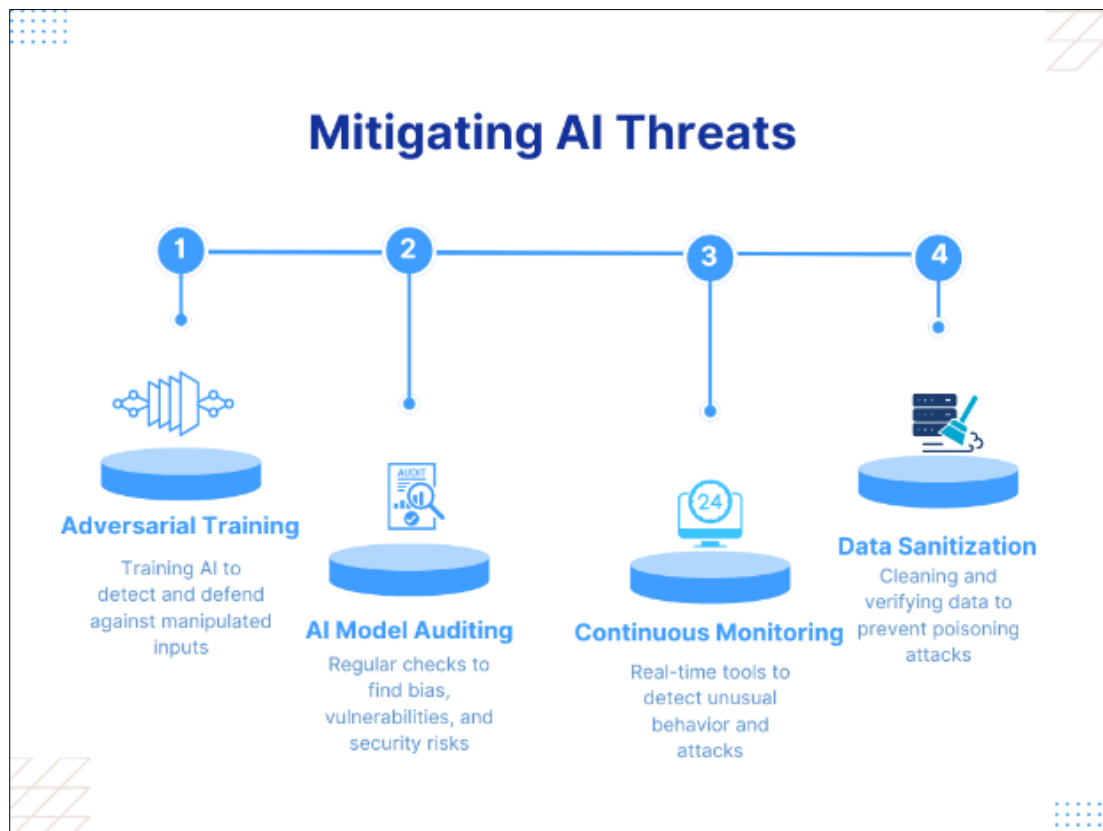 Mitigating AI Threats
1
2
3
4
Adversarial Training
Training AI to
detect and defend
against manipulated
inputs
AUDIT
AI Model Auditing
Regular checks to
find bias,
vulnerabilities, and
security risks
24
Continuous Monitoring
Real-time tools to
detect unusual
behavior and
attacks
Data Sanitization
Cleaning and
verifying data to
prevent poisoning
attacks